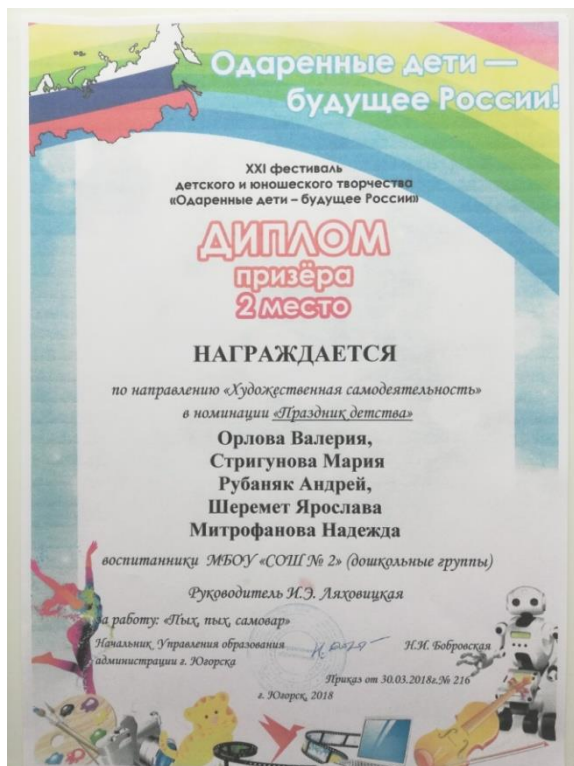 Одаренные дети —
будущее России!
XXI фестиваль
детского и юношеского творчества
«Одаренные дети – будущее России»
ДИПЛОМ
призёра
2 место
НАГРАЖДАЕТСЯ
по направлению «Художественная самодеятельность»
в номинации «Праздник детства»
Орлова Валерия,
Стригунова Мария
Рубаняк Андрей,
Шеремет Ярослава
Митрофанова Надежда
воспитанники МБОУ «СОШ № 2» (дошкольные группы)
Руководитель И.Э. Ляховицкая
За работу: «Пых, пых, самовар»
Начальник Управления образования Н.И. Бобровская
администрации г. Югорска
Приказ от 30.03.2018г.№ 216
г. Югорск, 2018